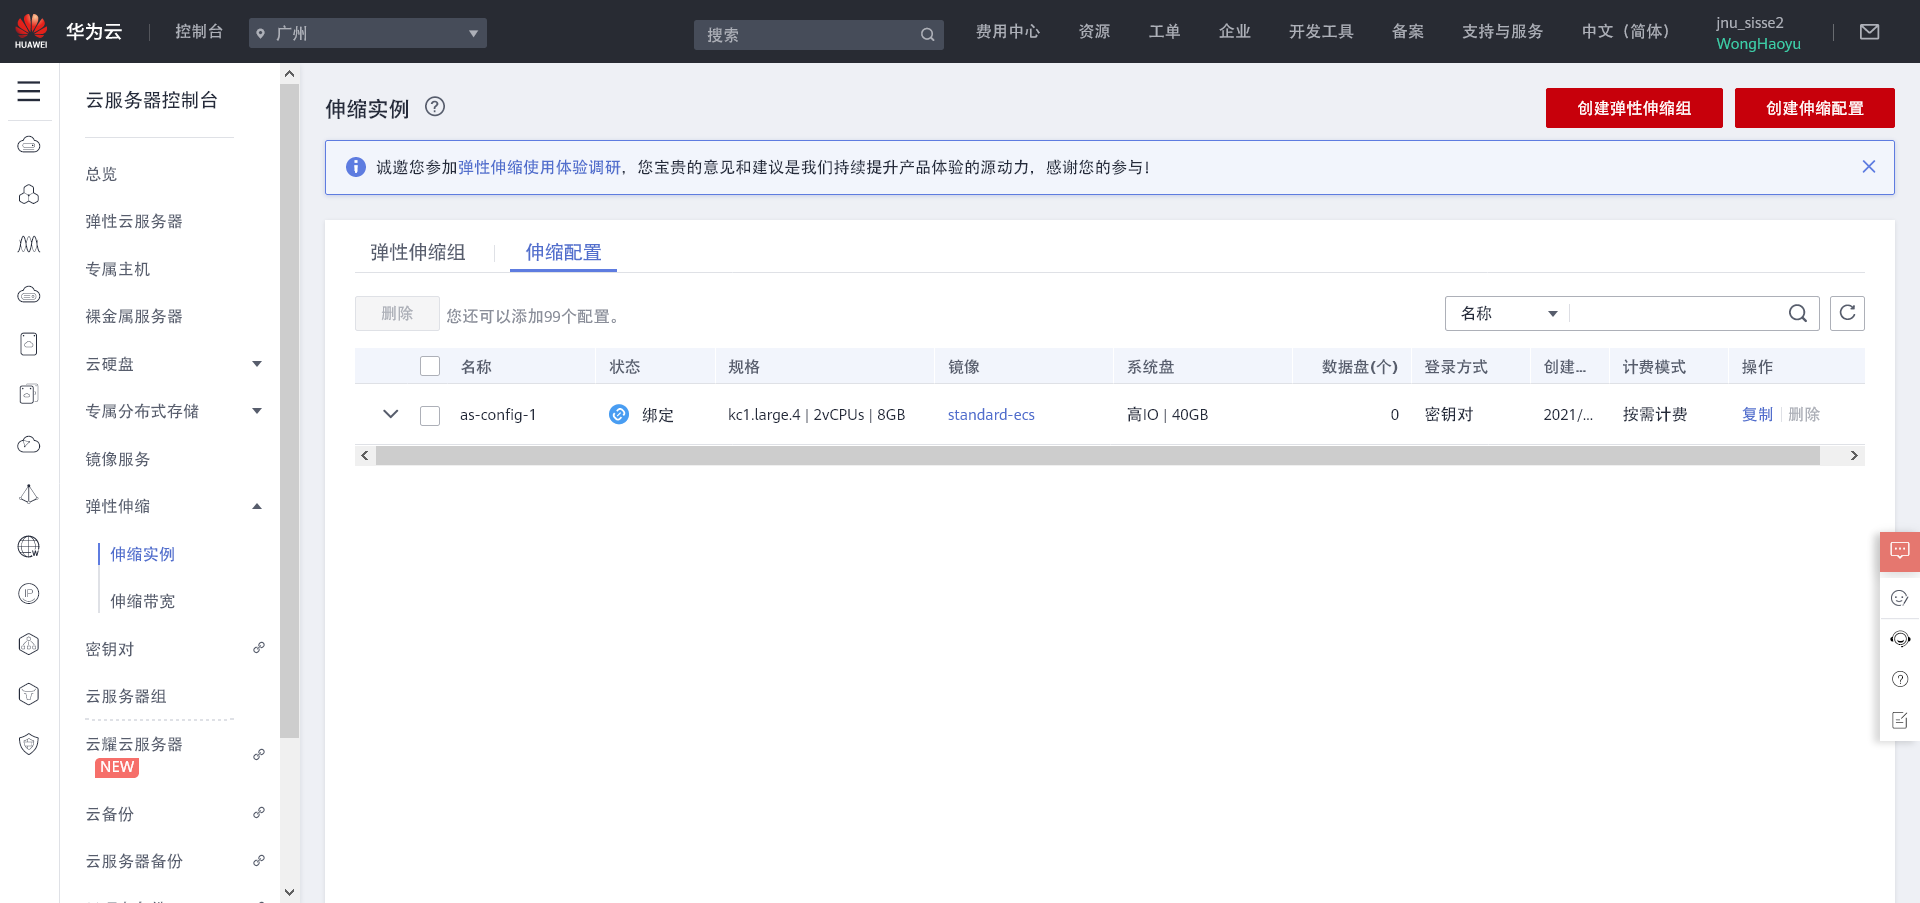 HUAWEI
华为云
控制台
广州
搜索
费用中心
资源
工单
企业
开发工具
备案
支持与服务
中文（简体）
jnu_sisse2
WongHaoyu
云服务器控制台
总览
弹性云服务器
专属主机
裸金属服务器
云硬盘
专属分布式存储
镜像服务
弹性伸缩
伸缩实例
伸缩带宽
密钥对
云服务器组
云耀云服务器
NEW
云备份
云服务器备份
伸缩实例
创建弹性伸缩组
创建伸缩配置
诚邀您参加弹性伸缩使用体验调研，您宝贵的意见和建议是我们持续提升产品体验的源动力，感谢您的参与!
弹性伸缩组
伸缩配置
删除
您还可以添加99个配置。
名称
名称 状态 规格 镜像 系统盘 数据盘(个) 登录方式 创建... 计费模式 操作
as-config-1 绑定 kc1.large.4 | 2vCPUs | 8GB standard-ecs 高IO | 40GB 0 密钥对 2021/... 按需计费 复制 删除